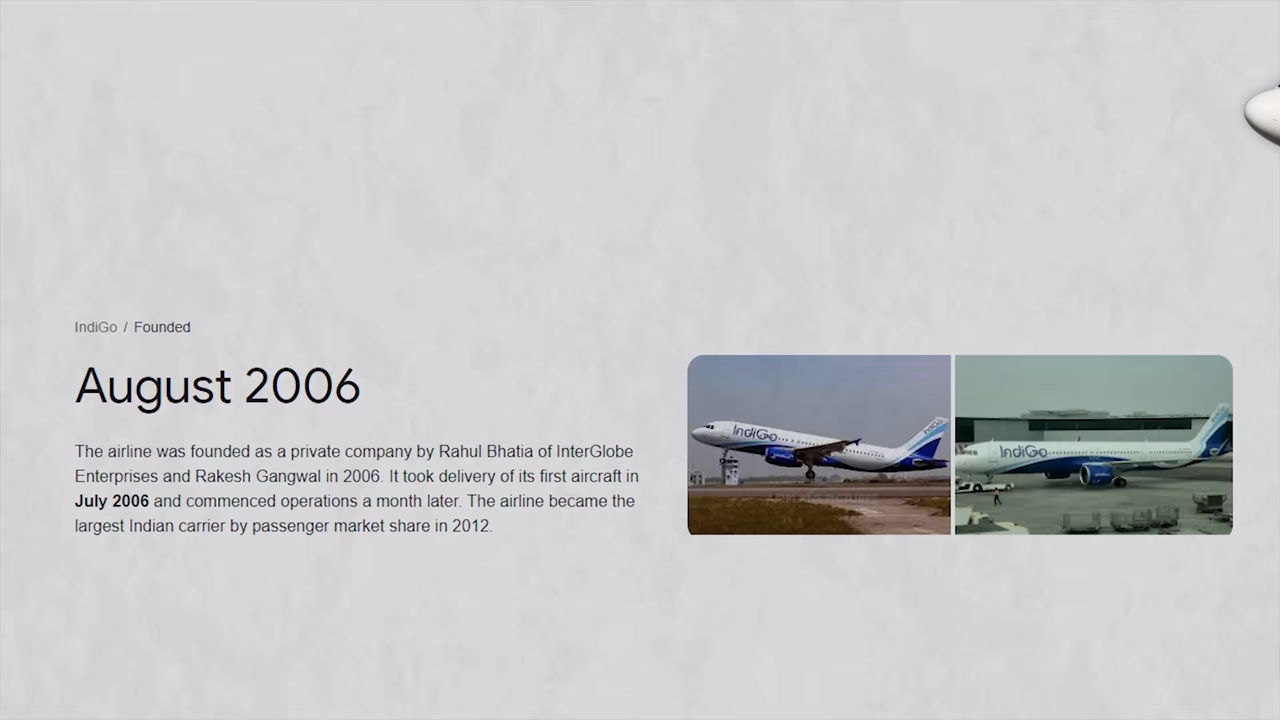 IndiGo / Founded
August 2006
The airline was founded as a private company by Rahul Bhatia of InterGlobe
Enterprises and Rakesh Gangwal in 2006. It took delivery of its first aircraft in
July 2006 and commenced operations a month later. The airline became the
largest Indian carrier by passenger market share in 2012.
IndiGo
IndiGo
IndiGo